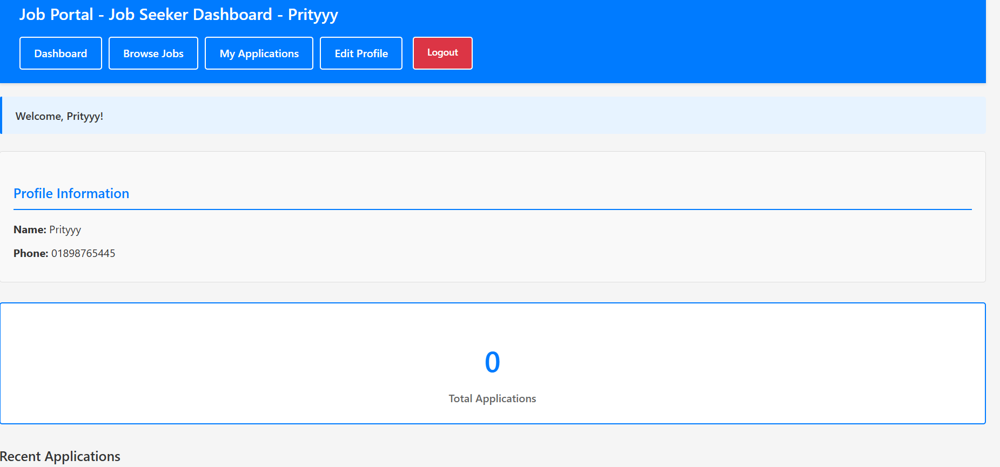 Job Portal - Job Seeker Dashboard - Prityyy
Dashboard
Browse Jobs
My Applications
Edit Profile
Logout
Welcome, Prityyy!
Profile Information
Name: Prityyy
Phone: 01898765445
0
Total Applications
Recent Applications